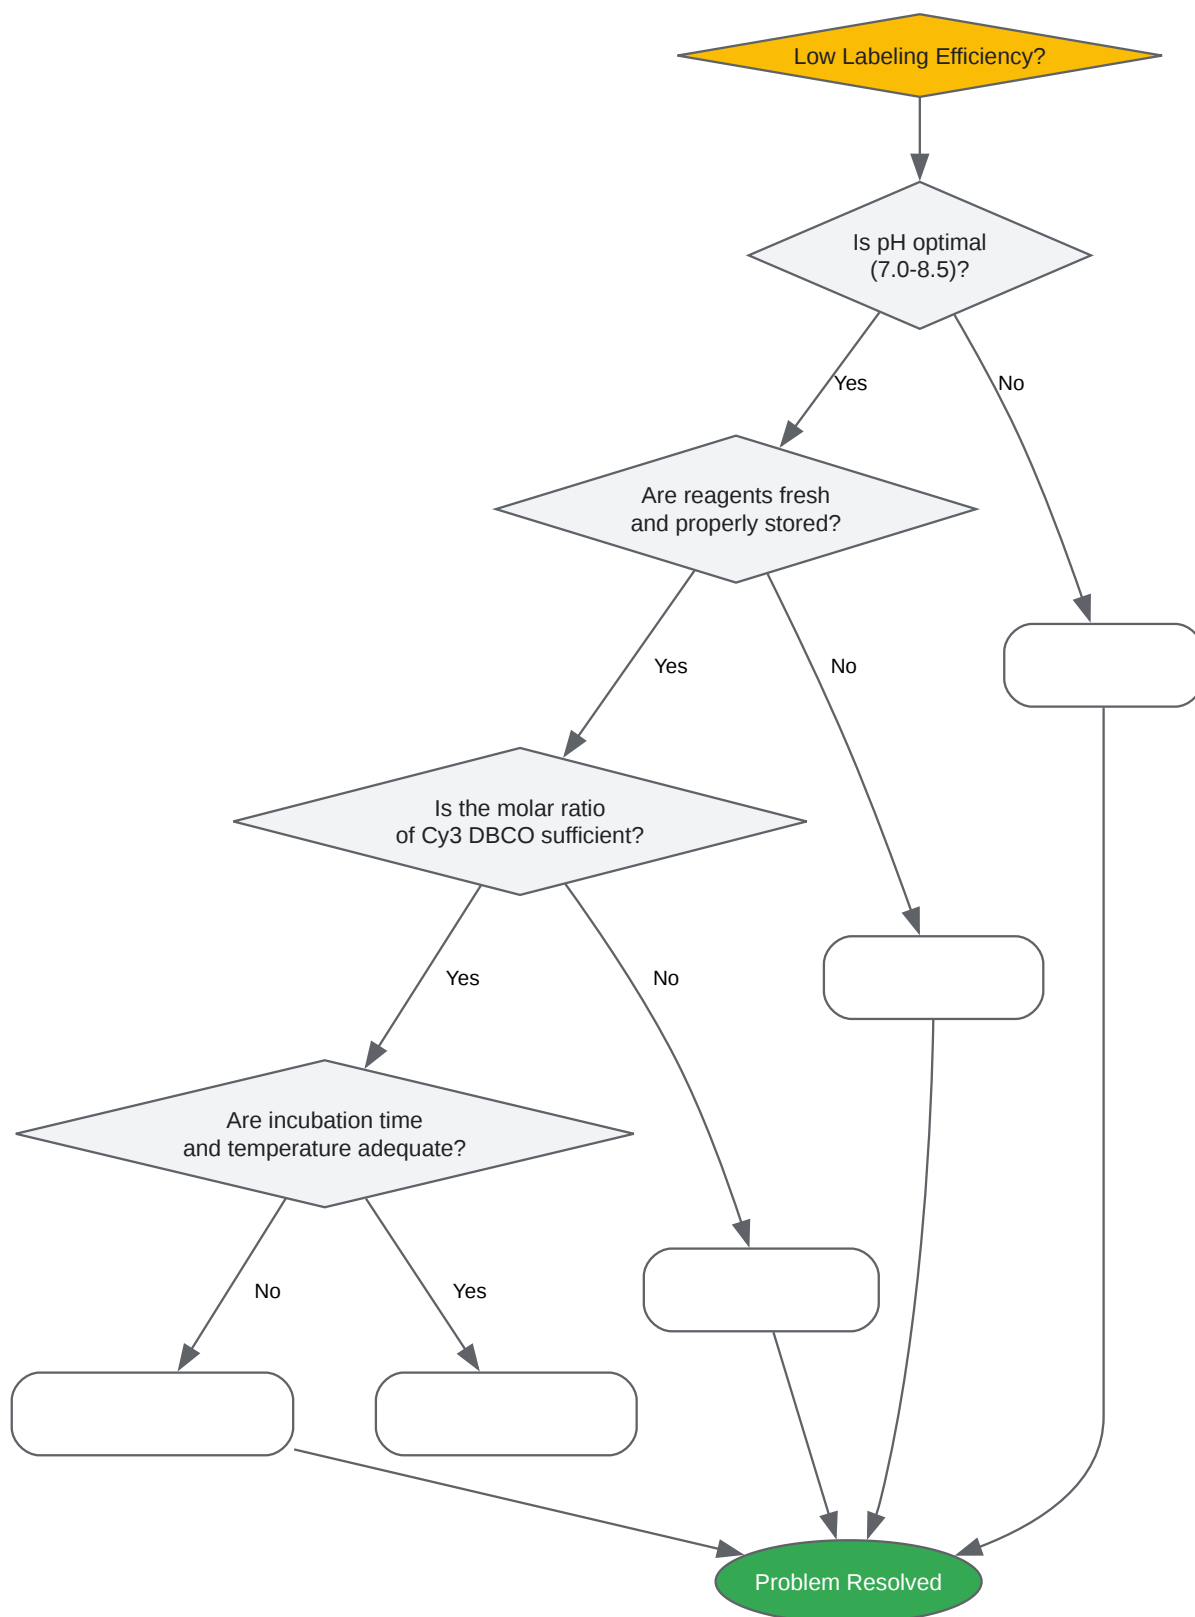 Low Labeling Efficiency?
Is pH optimal
(7.0-8.5)?
Yes
No
Are reagents fresh
and properly stored?
Yes
No
Is the molar ratio
of Cy3 DBCO sufficient?
Yes
No
Are incubation time
and temperature adequate?
No
Yes
Problem Resolved